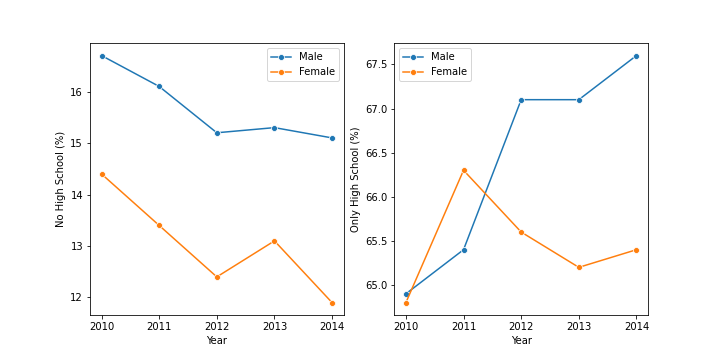 No High School (%)
16
15
14
13
12
Male
Female
2010 2011 2012 2013 2014
Year
Only High School (%)
67.5
67.0
66.5
66.0
65.5
65.0
Male
Female
2010 2011 2012 2013 2014
Year